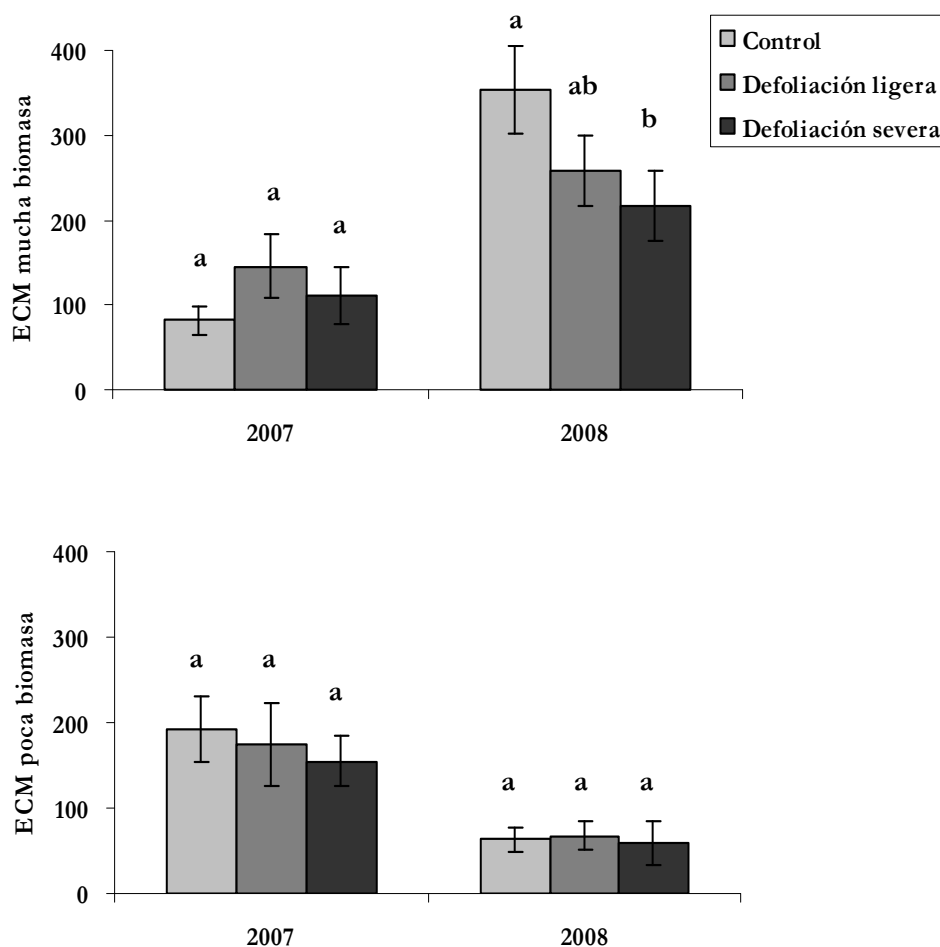 a
a
a
a
ab
b
Control
Defoliación ligera
Defoliación severa
ECM mucha biomasa
400
300
200
100
0
2007
2008
a
a
a
a
a
a
ECM poca biomasa
400
300
200
100
0
2007
2008